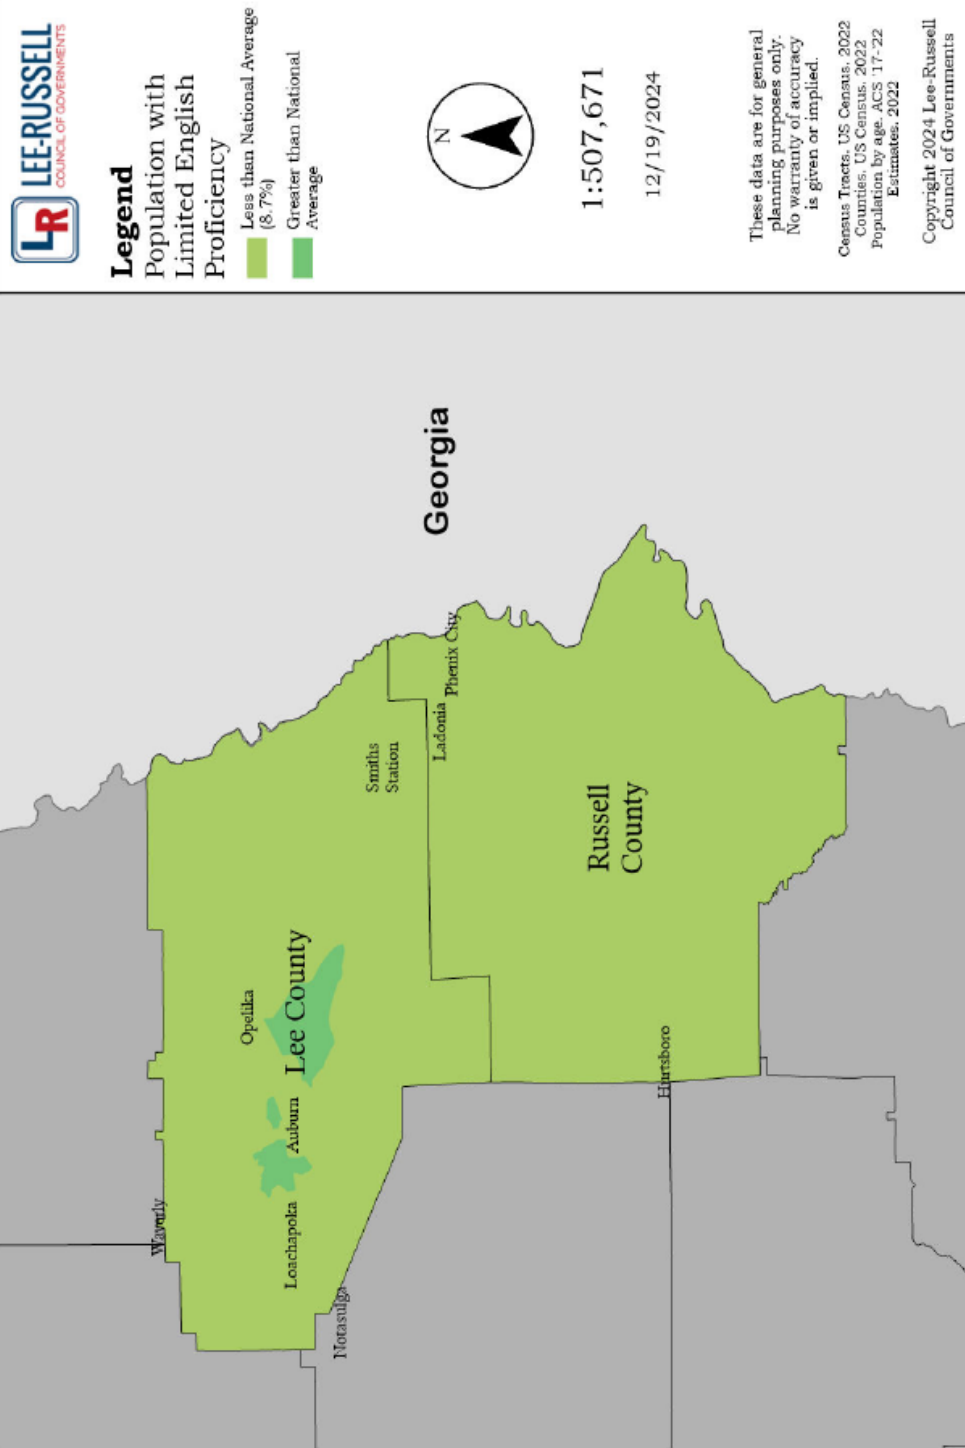 LR LEE-RUSSELL
COUNCIL OF GOVERNMENTS
Legend
Population with
Limited English
Proficiency
Less than National Average
(8.7%)
Greater than National
Average
N
1:507,671
12/19/2024
These data are for general
planning purposes only.
No warranty of accuracy
is given or implied.
Census Tracts. US Census. 2022
Counties. US Census. 2022
Population by age. ACS '17-'22
Estimates. 2022
Copyright 2024 Lee-Russell
Council of Governments
Georgia
Waverly
Opelika
Lee County
Auburn
Loachapoka
Notasulga
Smiths
Station
Ladonia
Phenix City
Russell
County
Hurtsboro